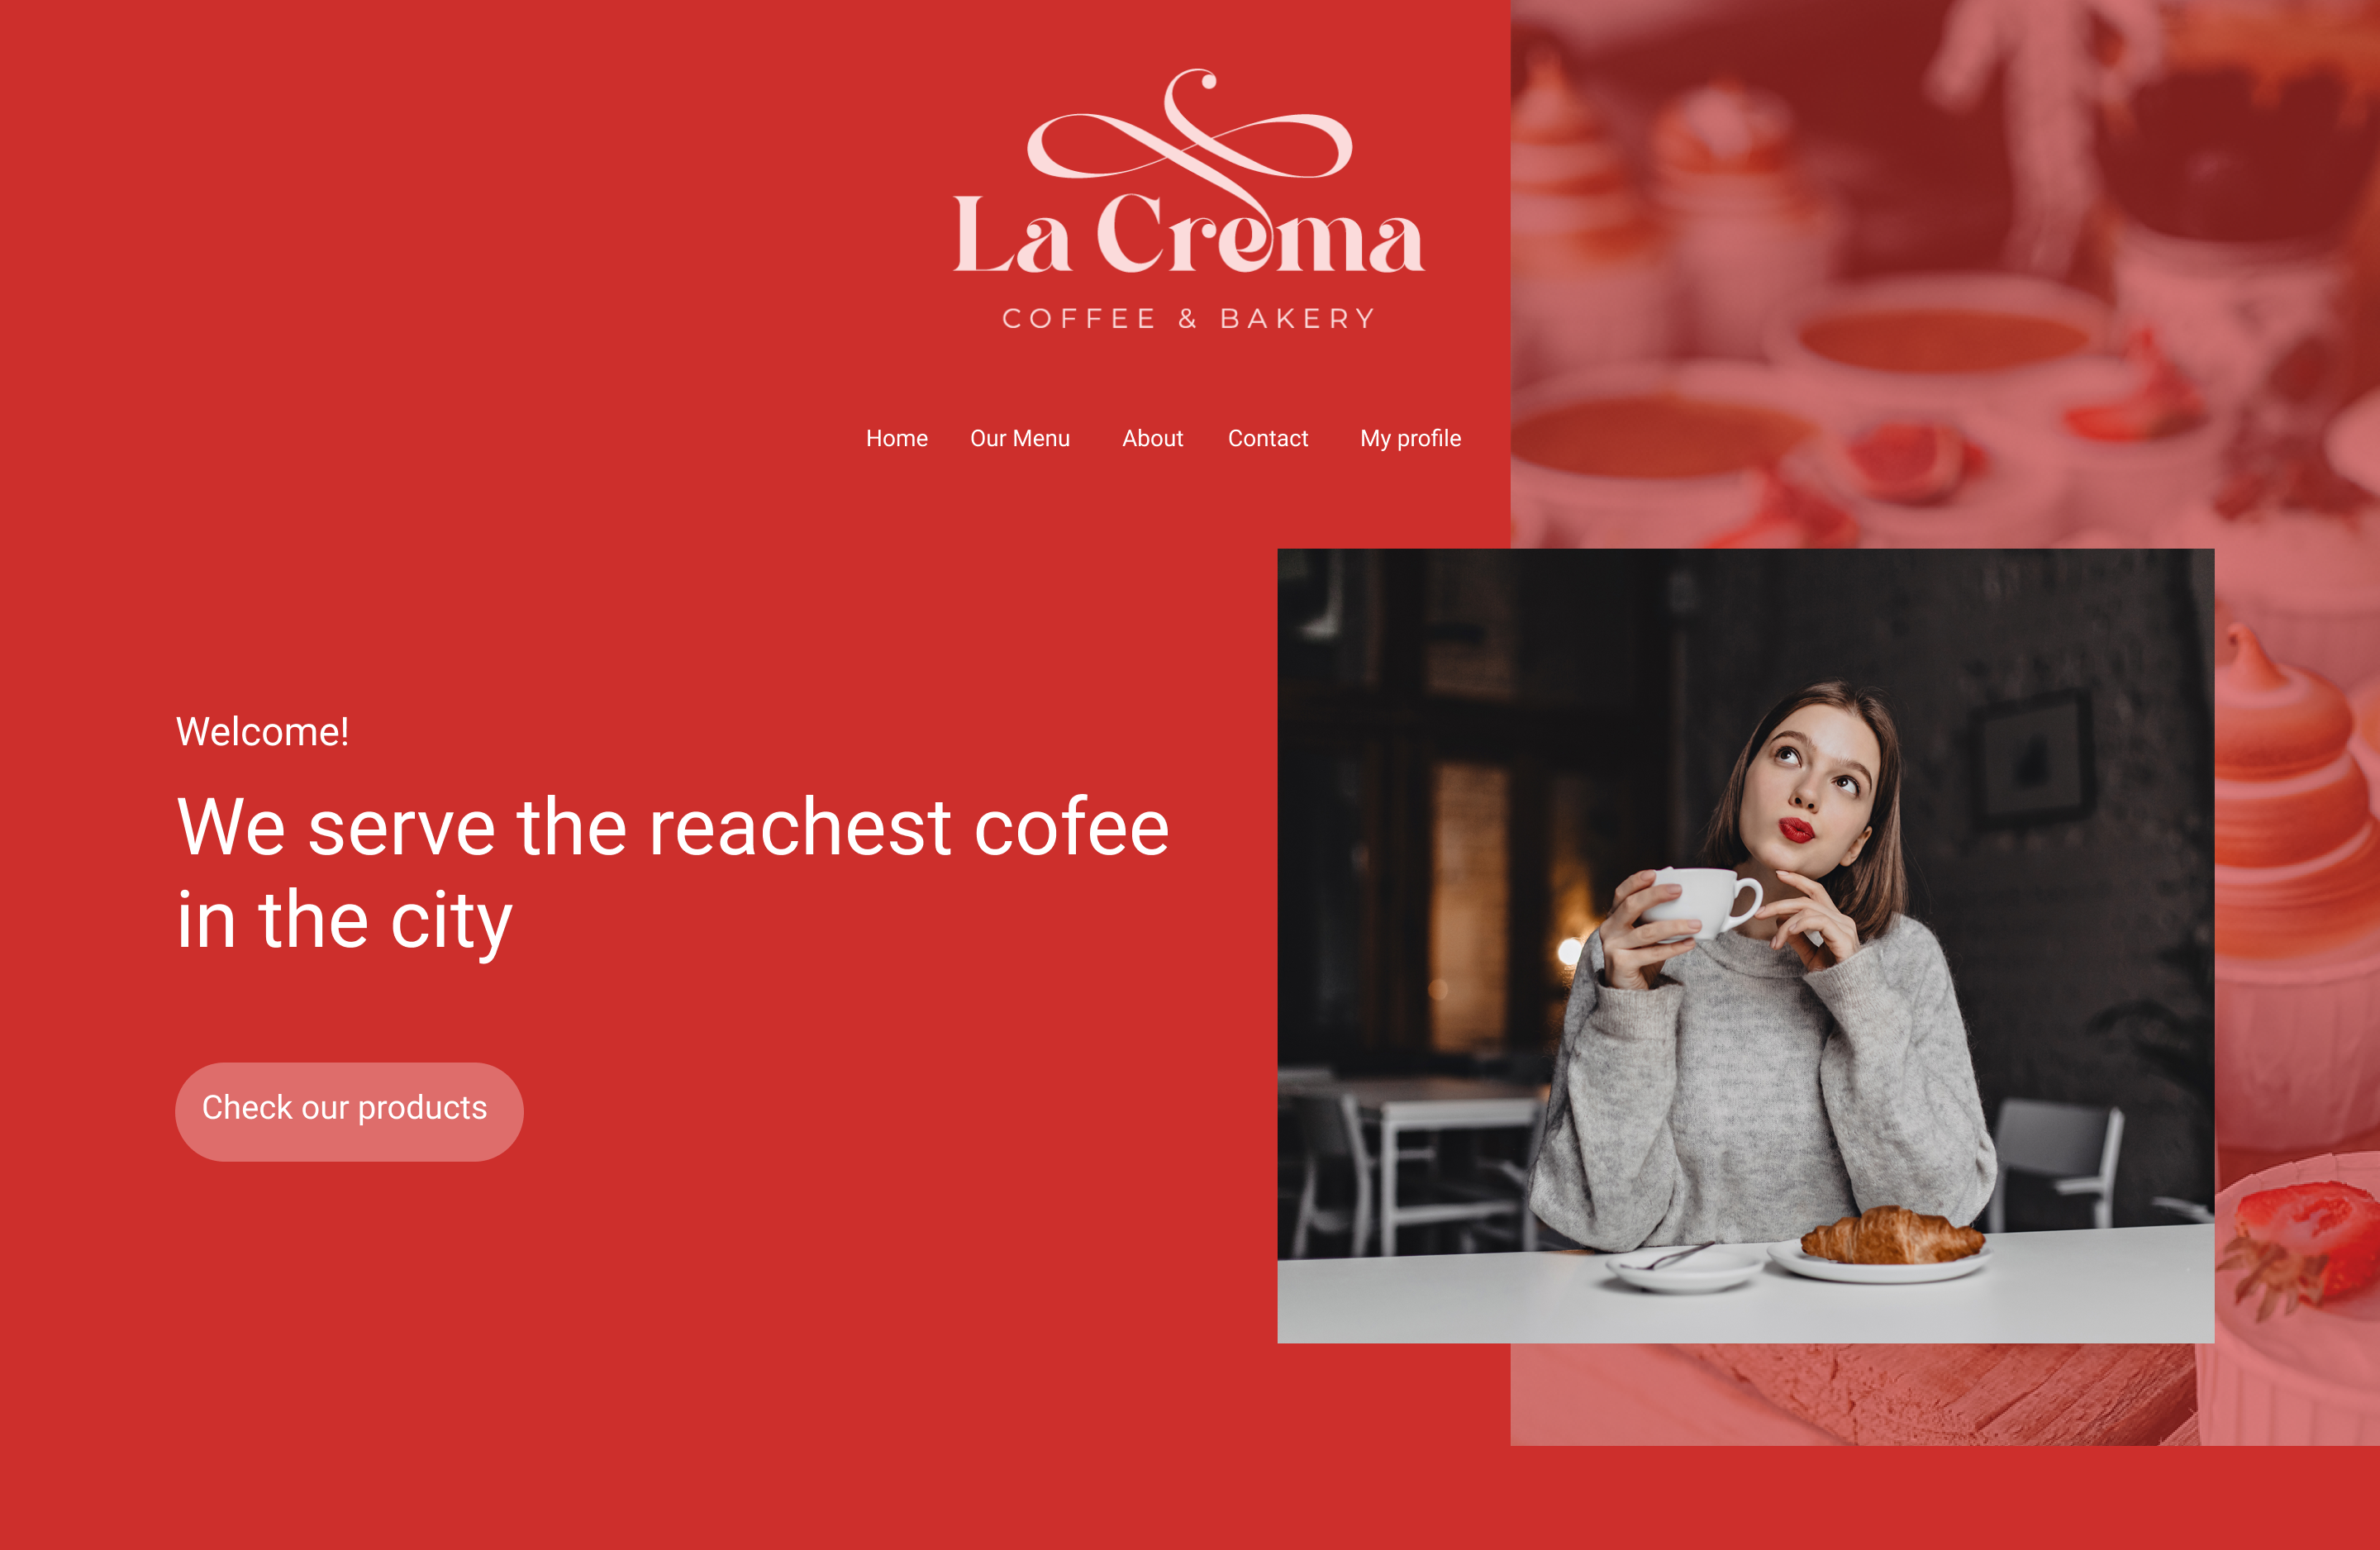 La Crema
COFFEE & BAKERY
Home Our Menu About Contact My profile
Welcome!
We serve the reachest cofee
in the city
Check our products